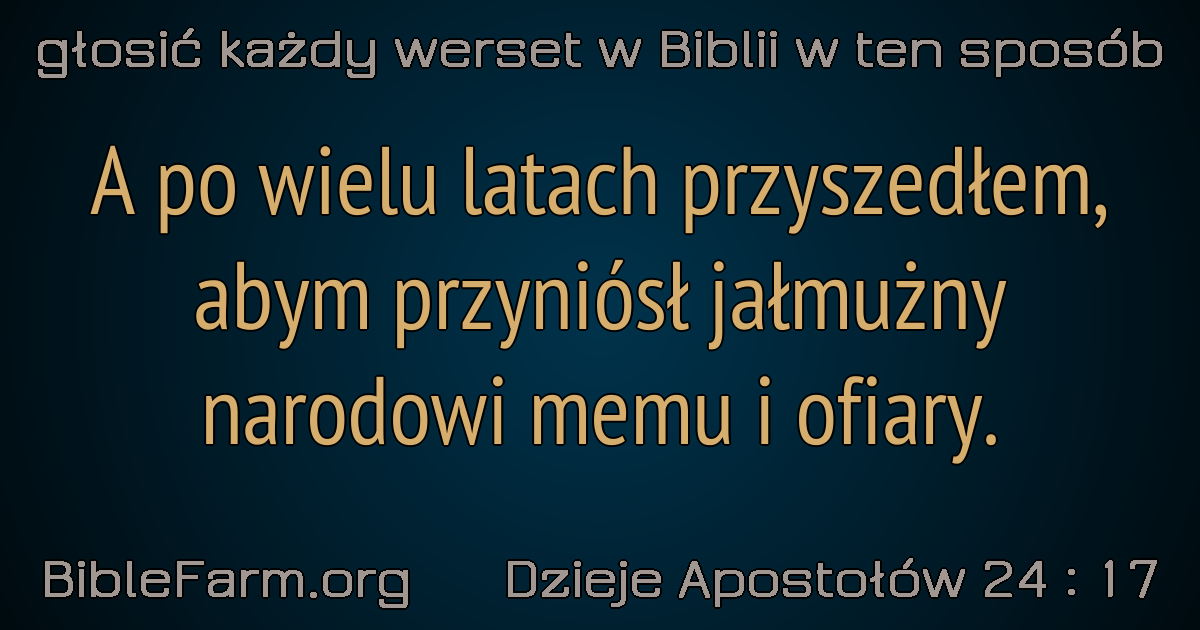 głosić każdy werset w Biblii w ten sposób
A po wielu latach przyszedłem,
abym przyniósł jałmużny
narodowi memu i ofiary.
BibleFarm.org
Dzieje Apostołów 24 : 17